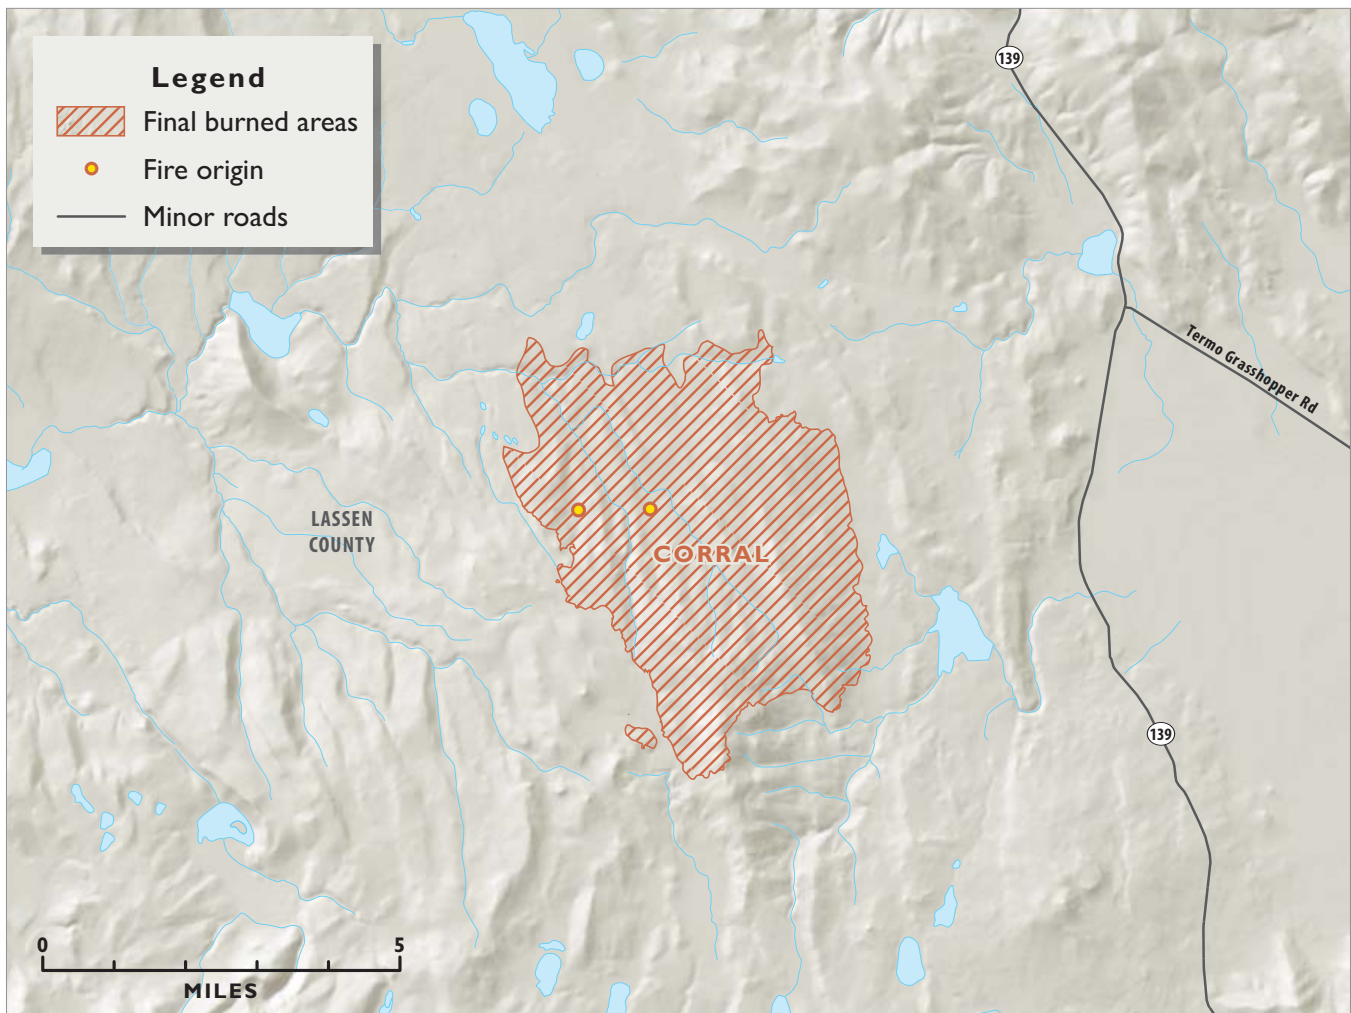 139
Legend
Final burned areas
Fire origin
Minor roads
Termo Grasshopper Rd
LASSEN
COUNTY
CORRAL
139
0 5
MILES